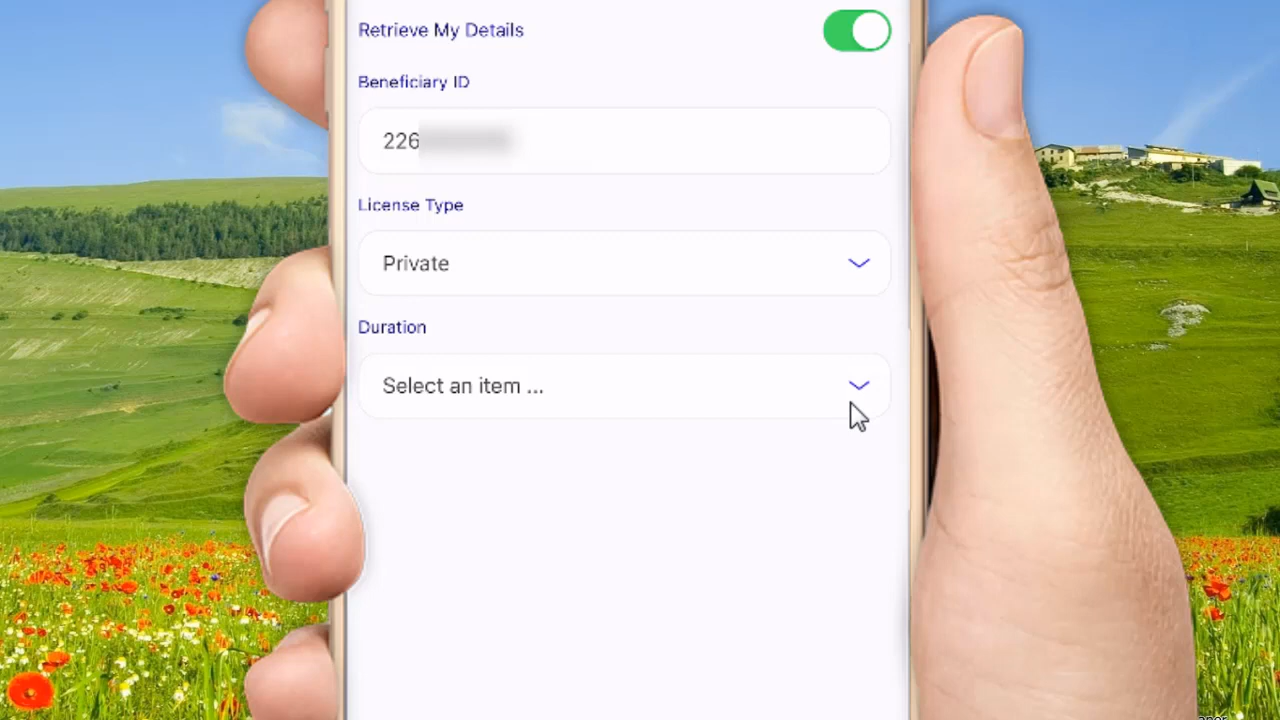 Retrieve My Details
Beneficiary ID
226
License Type
Private
Duration
Select an item ...